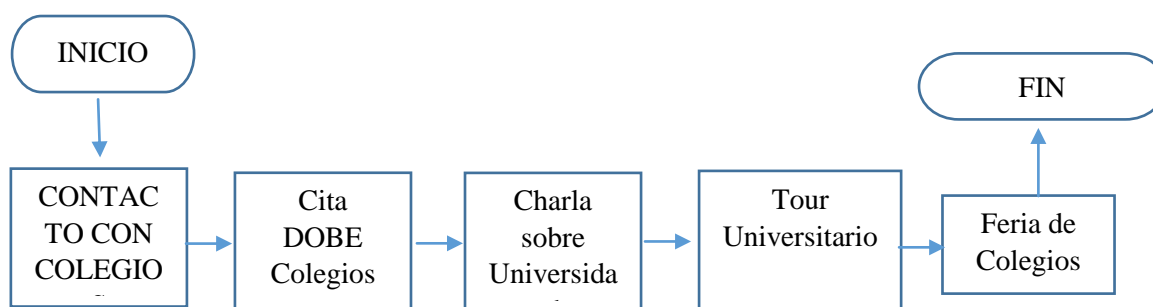 INICIO
FIN
CONTAC
TO CON
COLEGIO
Cita
DOBE
Colegios
Charla
sobre
Universida
Tour
Universitario
Feria de
Colegios